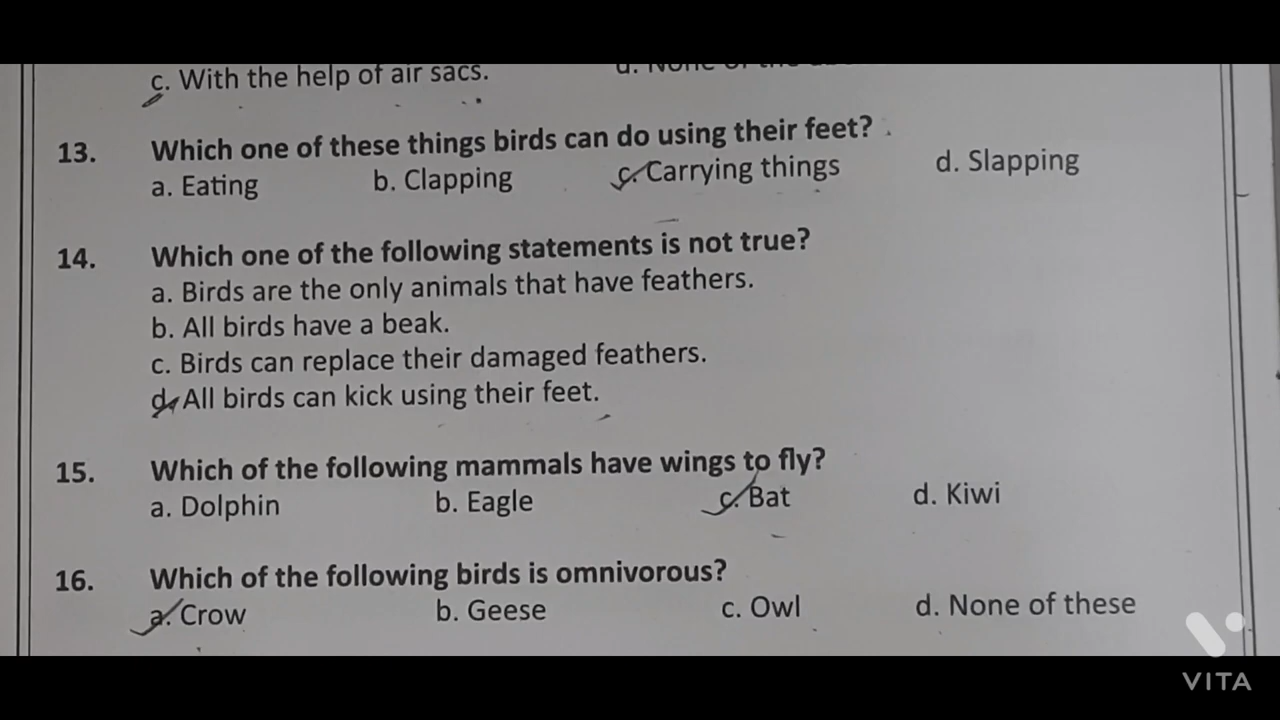 c. With the help of air sacs. d. None of the
13. Which one of these things birds can do using their feet?
a. Eating b. Clapping c. Carrying things d. Slapping
14. Which one of the following statements is not true?
a. Birds are the only animals that have feathers.
b. All birds have a beak.
c. Birds can replace their damaged feathers.
d. All birds can kick using their feet.
15. Which of the following mammals have wings to fly?
a. Dolphin b. Eagle c. Bat d. Kiwi
16. Which of the following birds is omnivorous?
a. Crow b. Geese c. Owl d. None of these
VITA